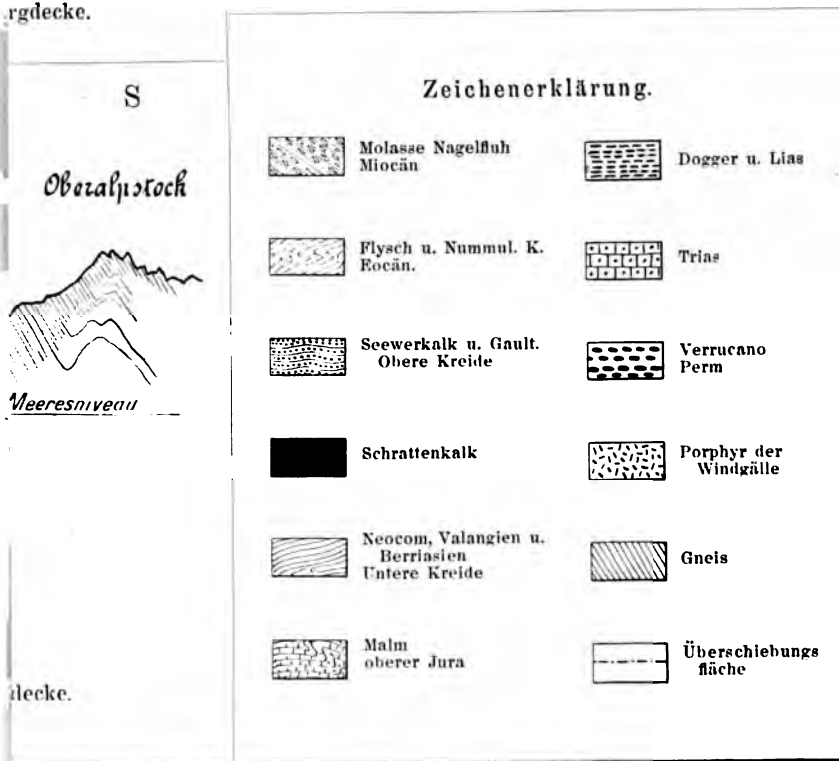 rgdecke.
S
Oberalpstock
Meeresniveau
decke.
Zeichenerklärung.
Molasse Nagelfluh
Miocän
Flysch u. Nummul. K.
Eocän.
Seewerkalk u. Gault.
Obere Kreide
Schrattenkalk
Neocom, Valangien u.
Berriasien
Untere Kreide
Malm
oberer Jura
Dogger u. Lias
Trias
Verrucano
Perm
Porphyr der
Windgälle
Gneis
Überschiebungs
fläche